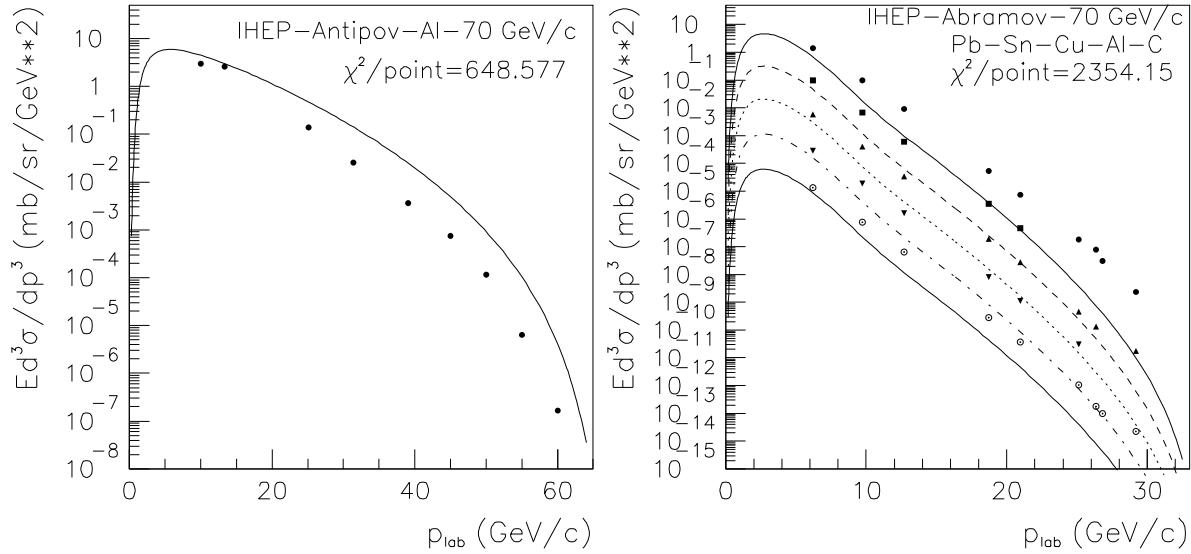 IHEP-Antipov-Al-70 GeV/c
χ²/point=648.577
Ed³σ/dp³ (mb/sr/GeV**2)
10
1
10⁻¹
10⁻²
10⁻³
10⁻⁴
10⁻⁵
10⁻⁶
10⁻⁷
10⁻⁸
0 20 40 60
p_lab (GeV/c)
IHEP-Abramov-70 GeV/c
Pb-Sn-Cu-Al-C
χ²/point=2354.15
Ed³σ/dp³ (mb/sr/GeV**2)
10
1
10⁻¹
10⁻²
10⁻³
10⁻⁴
10⁻⁵
10⁻⁶
10⁻⁷
10⁻⁸
10⁻⁹
10⁻¹⁰
10⁻¹¹
10⁻¹²
10⁻¹³
10⁻¹⁴
10⁻¹⁵
10
0 10 20 30
p_lab (GeV/c)